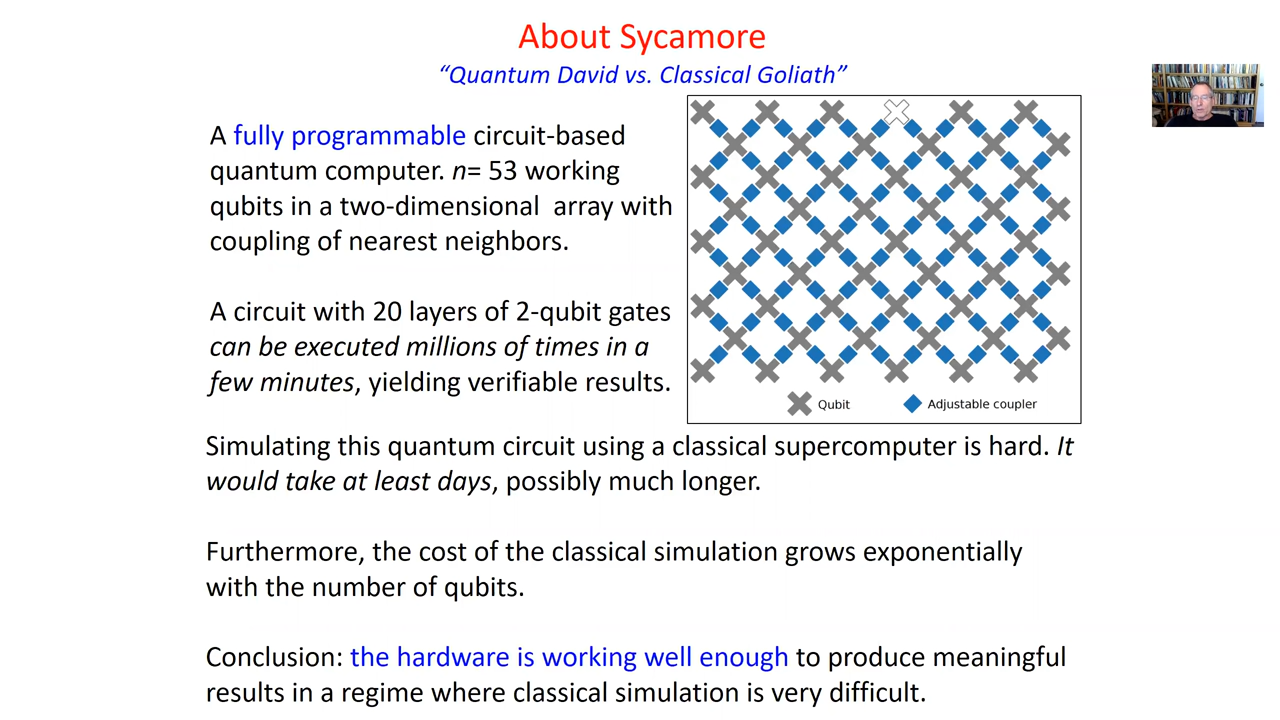 About Sycamore
“Quantum David vs. Classical Goliath”
A fully programmable circuit-based
quantum computer. n= 53 working
qubits in a two-dimensional array with
coupling of nearest neighbors.
A circuit with 20 layers of 2-qubit gates
can be executed millions of times in a
few minutes, yielding verifiable results.
Qubit
Adjustable coupler
Simulating this quantum circuit using a classical supercomputer is hard. It
would take at least days, possibly much longer.
Furthermore, the cost of the classical simulation grows exponentially
with the number of qubits.
Conclusion: the hardware is working well enough to produce meaningful
results in a regime where classical simulation is very difficult.